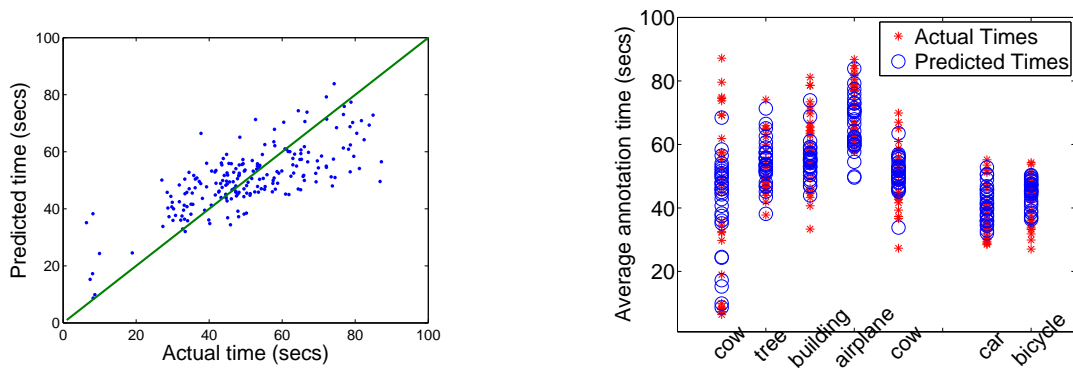 100
80
60
40
20
0
0 20 40 60 80 100
Predicted time (secs)
Actual time (secs)
100
80
60
40
20
Average annotation time (secs)
Actual Times
Predicted Times
cow tree building airplane cow car bicycle